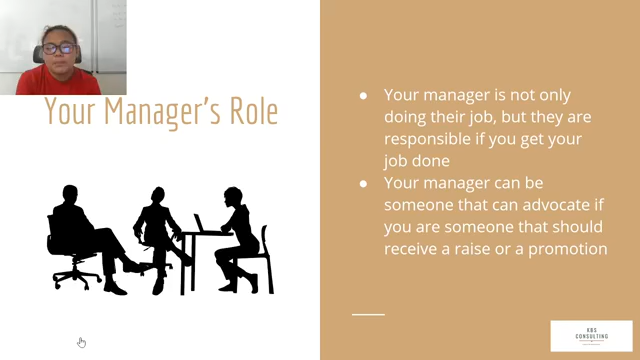 Your Manager's Role
● Your manager is not only
doing their job, but they are
responsible if you get your
job done
● Your manager can be
someone that can advocate if
you are someone that should
receive a raise or a promotion
KBS
CONSULTING